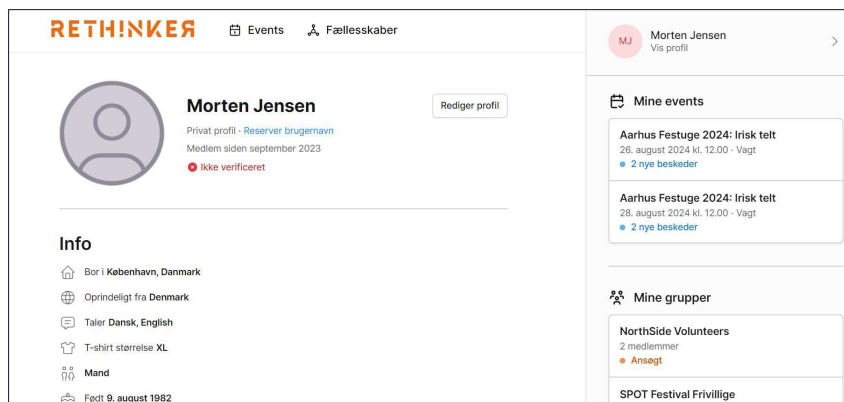 RETHINKER
Events
Fællesskaber
Morten Jensen
Rediger profil
Privat profil · Reserver brugernavn
Medlem siden september 2023
Ikke verificeret
Info
Bor i København, Danmark
Oprindeligt fra Denmark
Taler Dansk, English
T-shirt størrelse XL
Mand
Født 9. august 1982
MJ
Morten Jensen
Vis profil
Mine events
Aarhus Festuge 2024: Irisk telt
26. august 2024 kl. 12.00 · Vagt
2 nye beskeder
Aarhus Festuge 2024: Irisk telt
28. august 2024 kl. 12.00 · Vagt
2 nye beskeder
Mine grupper
NorthSide Volunteers
2 medlemmer
Ansøgt
SPOT Festival Frivillige